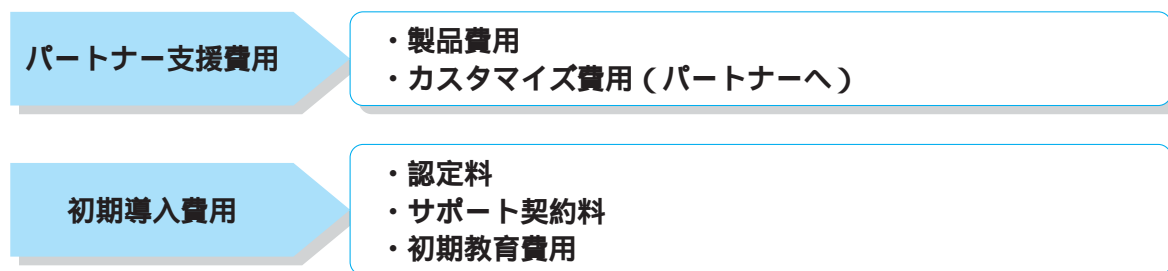 パートナー支援費用
・製品費用
・カスタマイズ費用（パートナーへ）
初期導入費用
・認定料
・サポート契約料
・初期教育費用